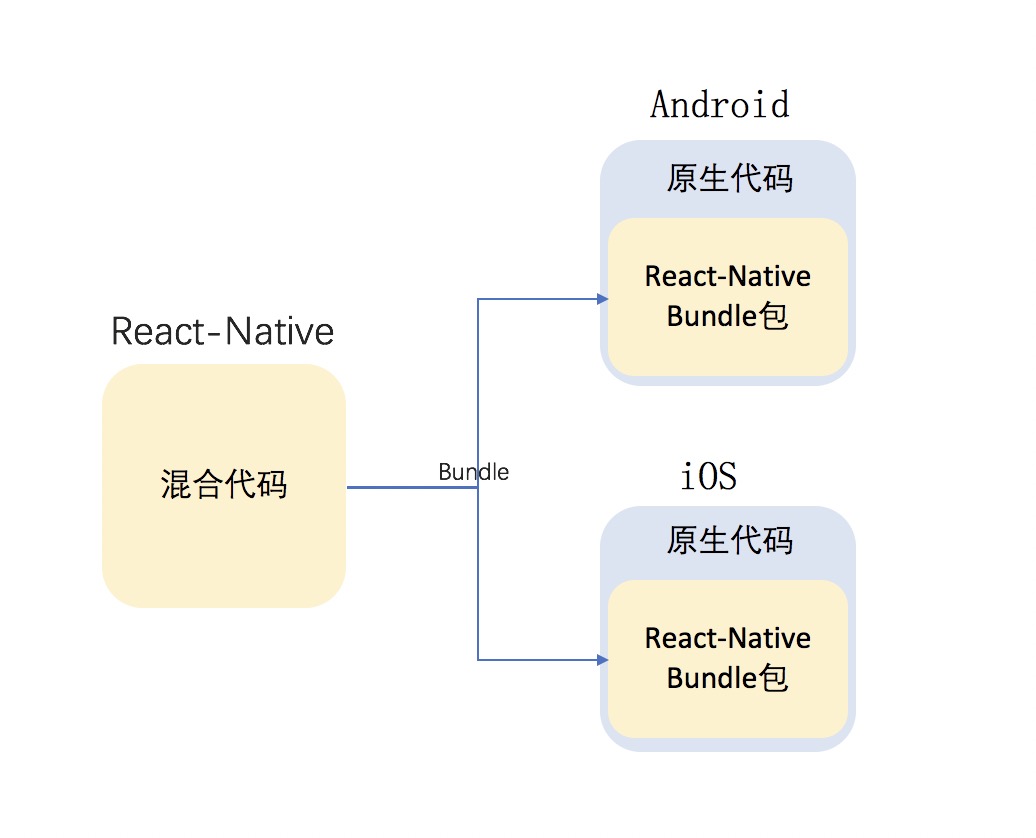 React-Native
混合代码
Bundle
Android
原生代码
React-Native
Bundle包
iOS
原生代码
React-Native
Bundle包